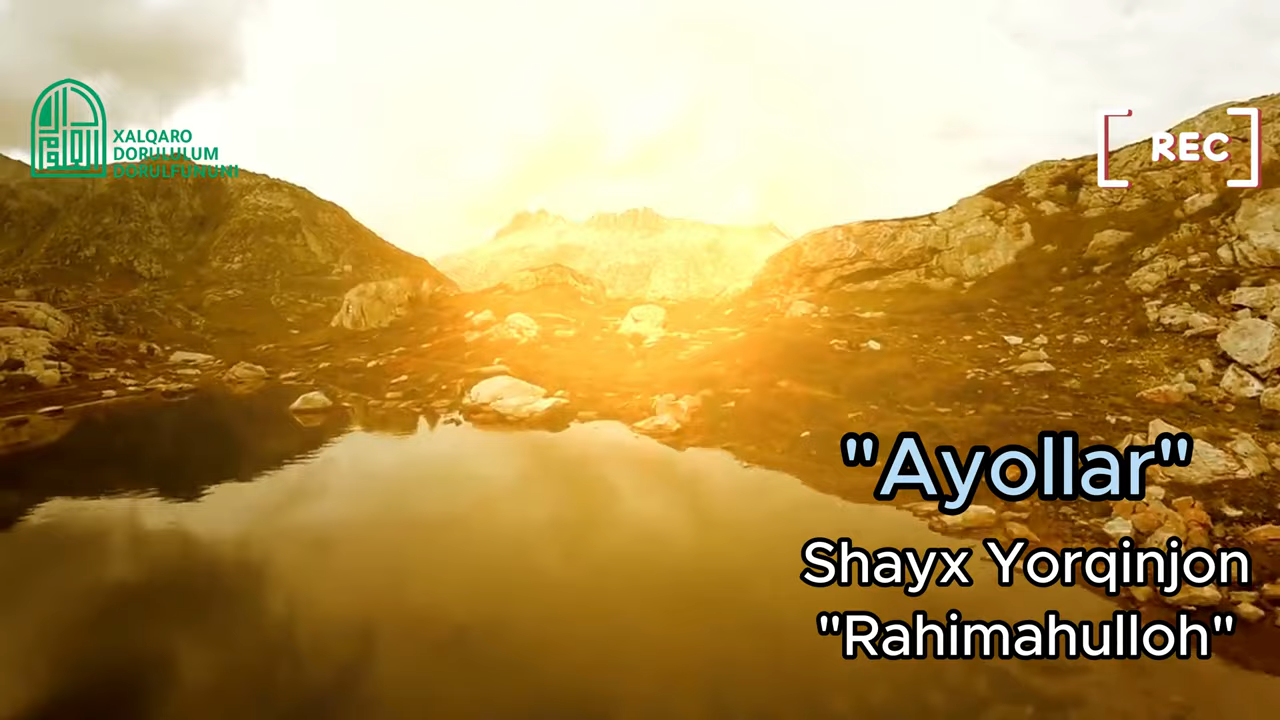 XALQARO
DORULULUM
DORULFUNUNI
REC
"Ayollar"
Shayx Yorqinjon
"Rahimahulloh"